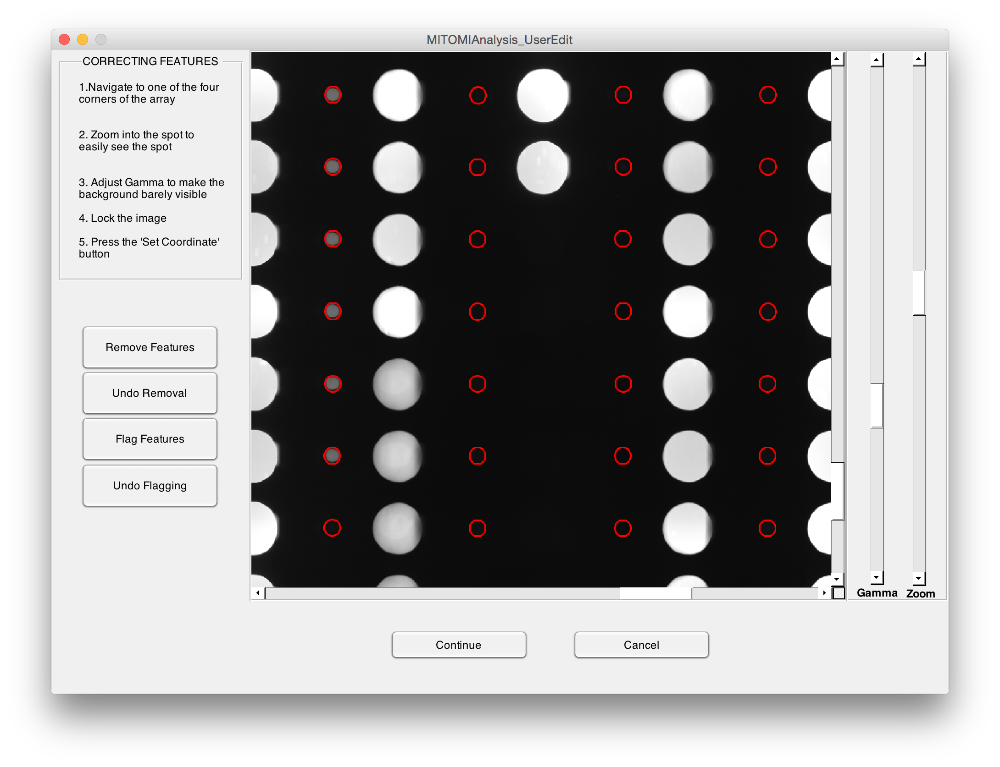 MITOMIAnalysis_UserEdit
CORRECTING FEATURES
1.Navigate to one of the four
corners of the array
2. Zoom into the spot to
easily see the spot
3. Adjust Gamma to make the
background barely visible
4. Lock the image
5. Press the 'Set Coordinate'
button
Remove Features
Undo Removal
Flag Features
Undo Flagging
Gamma
Zoom
Continue
Cancel